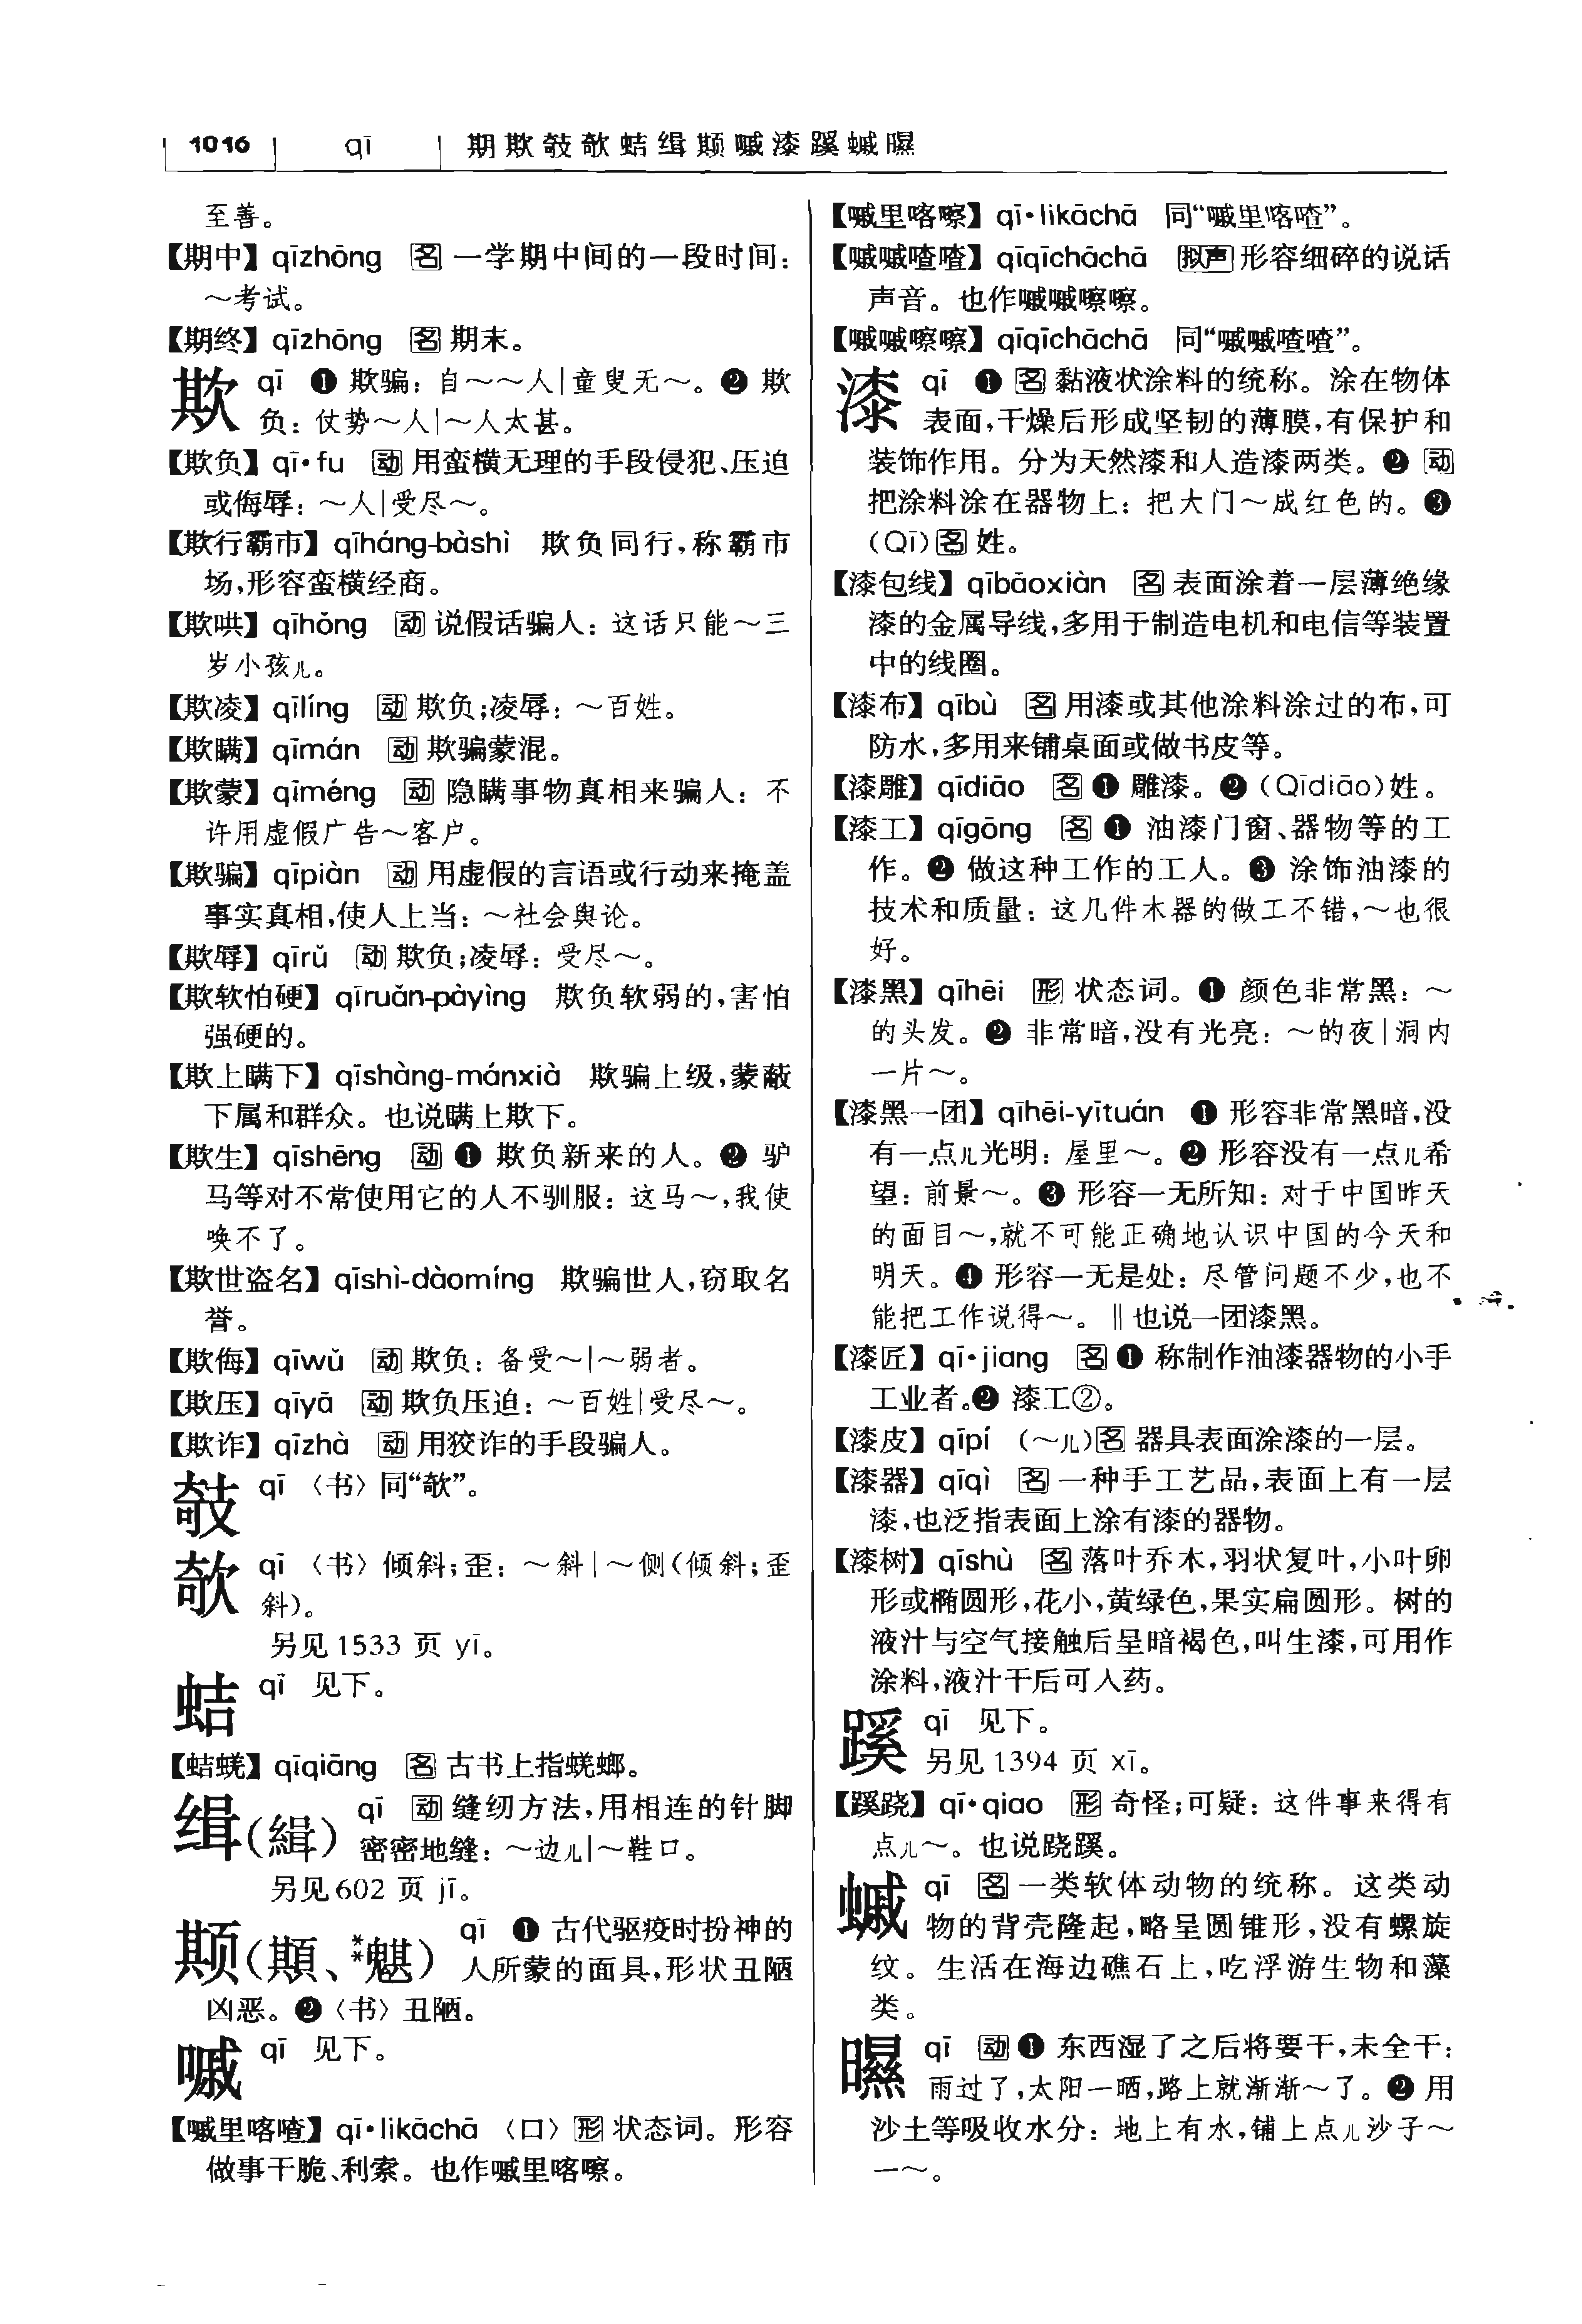 1016 qī 期欺攲欹蛣缉䫏嘁漆蹊蛾㬤
至善。
【期中】qīzhōng 名 一学期中间的一段时间：
～考试。
【期终】qīzhōng 名 期末。
欺 qī ❶ 欺骗：自～～人|童叟无～。❷ 欺
负：仗势～人|～人太甚。
【欺负】qī•fu 动 用蛮横无理的手段侵犯、压迫
或侮辱：～人|受尽～。
【欺行霸市】qīháng-bàshì 欺负同行，称霸市
场，形容蛮横经商。
【欺哄】qīhǒng 动 说假话骗人：这话只能～三
岁小孩儿。
【欺凌】qīlíng 动 欺负；凌辱：～百姓。
【欺瞒】qīmán 动 欺骗蒙混。
【欺蒙】qīméng 动 隐瞒事物真相来骗人：不
许用虚假广告～客户。
【欺骗】qīpiàn 动 用虚假的言语或行动来掩盖
事实真相，使人上当：～社会舆论。
【欺辱】qīrǔ 动 欺负；凌辱：受尽～。
【欺软怕硬】qīruǎn-pàyìng 欺负软弱的，害怕
强硬的。
【欺上瞒下】qīshàng-mánxià 欺骗上级，蒙蔽
下属和群众。也说瞒上欺下。
【欺生】qīshēng 动 ❶ 欺负新来的人。❷ 驴
马等对不常使用它的人不驯服：这马～，我使
唤不了。
【欺世盗名】qīshì-dàomíng 欺骗世人，窃取名
誉。
【欺侮】qīwǔ 动 欺负：备受～|～弱者。
【欺压】qīyā 动 欺负压迫：～百姓|受尽～。
【欺诈】qīzhà 动 用狡诈的手段骗人。
攲 qī 〈书〉同“欹”。
欹 qī 〈书〉倾斜；歪：～斜|～侧（倾斜；歪
斜）。
另见1533 页 yī。
蛣 qī 见下。
【蛣蜣】qīqiāng 名 古书上指蜣螂。
缉（緝） qī 动 缝纫方法，用相连的针脚
密密地缝：～边儿|～鞋口。
另见602 页 jī。
䫏（顋、**魌） qī ❶ 古代驱疫时扮神的
人所蒙的面具，形状丑陋
凶恶。❷〈书〉丑陋。
嘁 qī 见下。
【嘁里喀喳】qī•likāchā 〈口〉形 状态词。形容
做事干脆、利索。也作嘁里喀嚓。
【嘁里喀嚓】qī•likāchā 同“嘁里喀喳”。
【嘁嘁喳喳】qīqīchāchā 拟声 形容细碎的说话
声音。也作嘁嘁嚓嚓。
【嘁嘁嚓嚓】qīqīchāchā 同“嘁嘁喳喳”。
漆 qī ❶ 名 黏液状涂料的统称。涂在物体
表面，干燥后形成坚韧的薄膜，有保护和
装饰作用。分为天然漆和人造漆两类。❷ 动
把涂料涂在器物上：把大门～成红色的。❸
（Qī）名 姓。
【漆包线】qībāoxiàn 名 表面涂着一层薄绝缘
漆的金属导线，多用于制造电机和电信等装置
中的线圈。
【漆布】qībù 名 用漆或其他涂料涂过的布，可
防水，多用来铺桌面或做书皮等。
【漆雕】qīdiāo 名 ❶ 雕漆。❷（Qīdiāo）姓。
【漆工】qīgōng 名 ❶ 油漆门窗、器物等的工
作。❷ 做这种工作的工人。❸ 涂饰油漆的
技术和质量：这几件木器的做工不错，～也很
好。
【漆黑】qīhēi 形 状态词。❶ 颜色非常黑：～
的头发。❷ 非常暗，没有光亮：～的夜|洞内
一片～。
【漆黑一团】qīhēi-yītuán ❶ 形容非常黑暗，没
有一点儿光明：屋里～。❷ 形容没有一点儿希
望：前景～。❸ 形容一无所知：对于中国昨天
的面目～，就不可能正确地认识中国的今天和
明天。❹ 形容一无是处：尽管问题不少，也不
能把工作说得～。‖也说一团漆黑。
【漆匠】qī•jiang 名 ❶ 称制作油漆器物的小手
工业者。❷ 漆工②。
【漆皮】qīpí （～儿）名 器具表面涂漆的一层。
【漆器】qīqì 名 一种手工艺品，表面上有一层
漆，也泛指表面上涂有漆的器物。
【漆树】qīshù 名 落叶乔木，羽状复叶，小叶卵
形或椭圆形，花小，黄绿色，果实扁圆形。树的
液汁与空气接触后呈暗褐色，叫生漆，可用作
涂料，液汁干后可入药。
蹊 qī 见下。
另见1394 页 xī。
【蹊跷】qī•qiao 形 奇怪；可疑：这件事来得有
点儿～。也说跷蹊。
䗩 qī 名 一类软体动物的统称。这类动
物的背壳隆起，略呈圆锥形，没有螺旋
纹。生活在海边礁石上，吃浮游生物和藻
类。
㬤 qī 动 ❶ 东西湿了之后将要干，未全干：
雨过了，太阳一晒，路上就渐渐～了。❷ 用
沙土等吸收水分：地上有水，铺上点儿沙子～
一～。